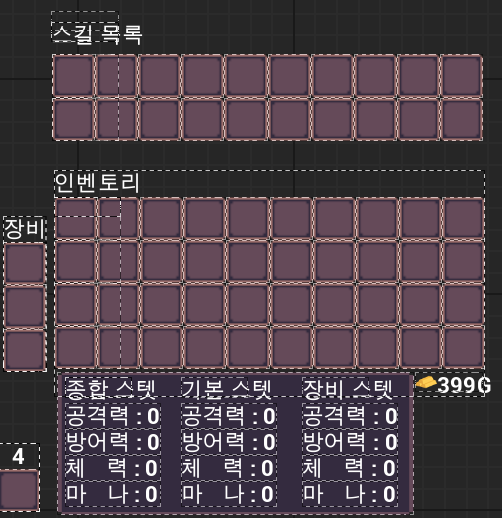 스킬 목록
인벤토리
장비
종합 스텟 기본 스텟 장비 스텟 399G
공격력 : 0 공격력 : 0 공격력 : 0
방어력 : 0 방어력 : 0 방어력 : 0
4 체 력 : 0 체 력 : 0 체 력 : 0
마 나 : 0 마 나 : 0 마 나 : 0